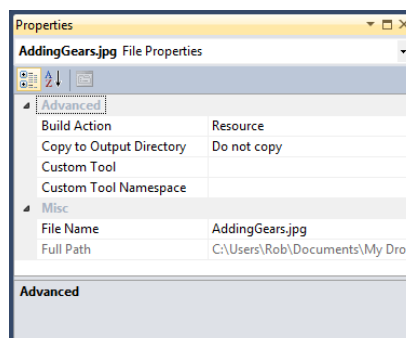 Properties
AddingGears.jpg File Properties
Advanced
Build Action Resource
Copy to Output Directory Do not copy
Custom Tool
Custom Tool Namespace
Misc
File Name AddingGears.jpg
Full Path C:\Users\Rob\Documents\My Dro
Advanced